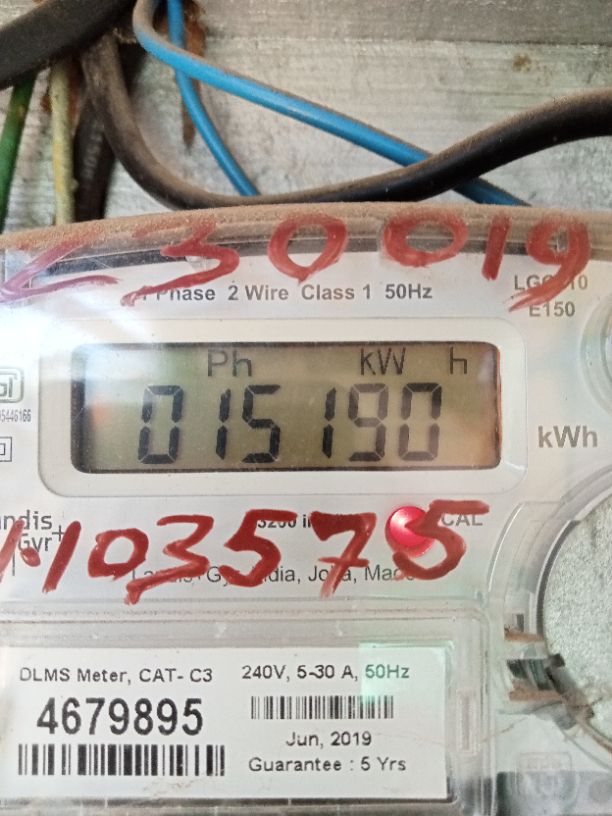 230019
Phase 2 Wire Class 1 50Hz
E150
Ph kW h
015190
kWh
CAL
103575
DLMS Meter, CAT- C3
4679895
240V, 5-30 A, 50Hz
Jun, 2019
Guarantee : 5 Yrs